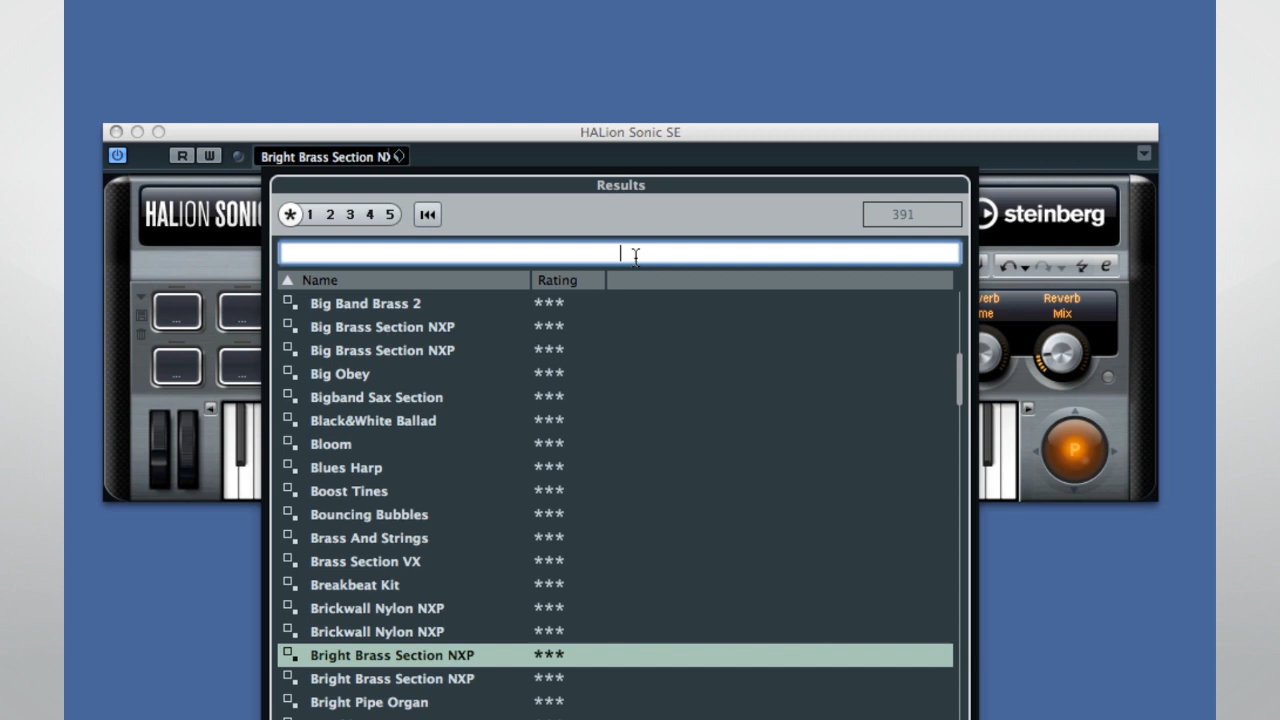 HALion Sonic SE
R W Bright Brass Section NX
Results
HALION SONIC
* 1 2 3 4 5
391
steinberg
Name Rating
e
Big Band Brass 2 ***
Reverb
Mix
Big Brass Section NXP ***
Big Brass Section NXP ***
Big Obey ***
Bigband Sax Section ***
Black&White Ballad ***
Bloom ***
P
Blues Harp ***
Boost Tines ***
Bouncing Bubbles ***
Brass And Strings ***
Brass Section VX ***
Breakbeat Kit ***
Brickwall Nylon NXP ***
Brickwall Nylon NXP ***
Bright Brass Section NXP ***
Bright Brass Section NXP ***
Bright Pipe Organ ***